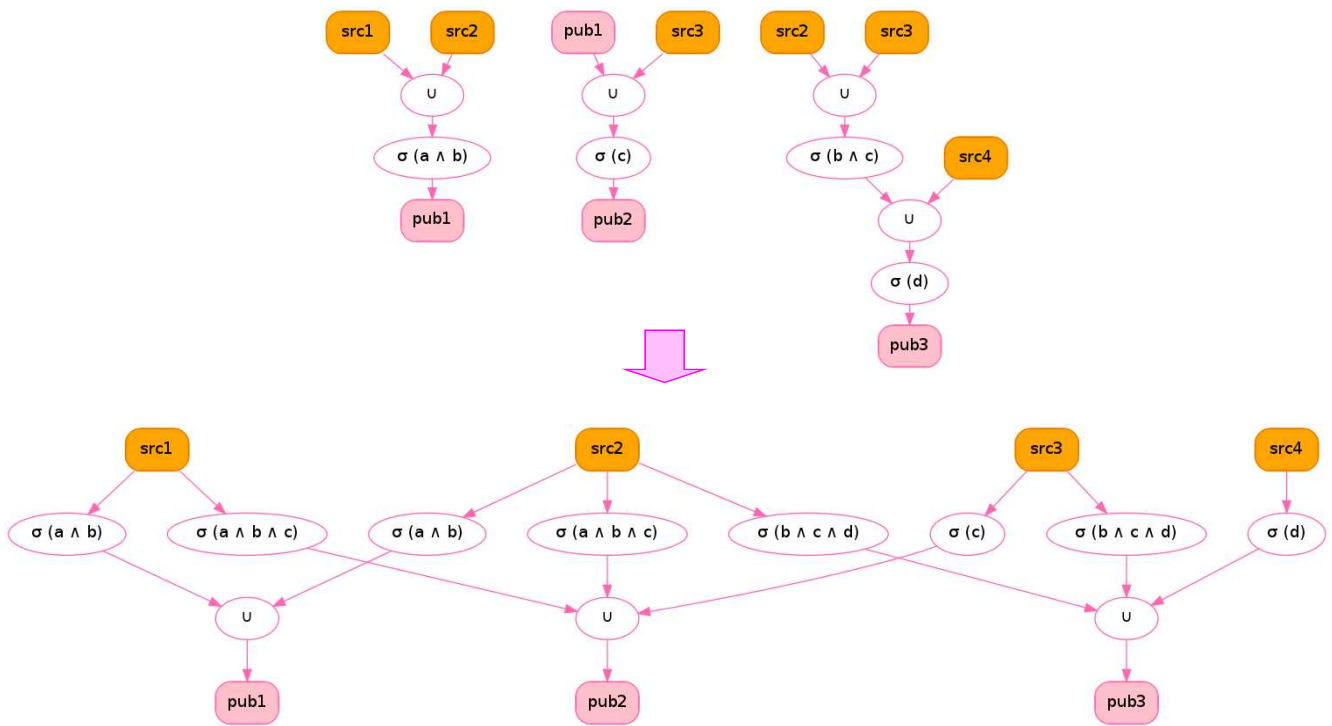 src1 src2 pub1 src3 src2 src3
∪ ∪ ∪
σ (a ∧ b) σ (c) σ (b ∧ c) src4
pub1 pub2 ∪
σ (d)
pub3
src1 src2 src3 src4
σ (a ∧ b) σ (a ∧ b ∧ c) σ (a ∧ b) σ (a ∧ b ∧ c) σ (b ∧ c ∧ d) σ (c) σ (b ∧ c ∧ d) σ (d)
∪ ∪ ∪
pub1 pub2 pub3